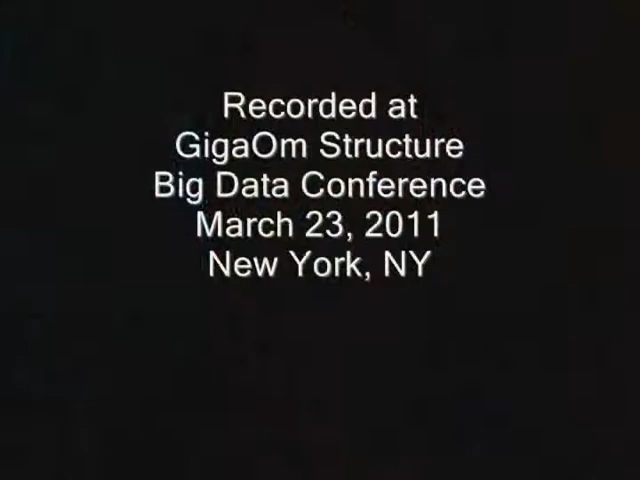 Recorded at
GigaOm Structure
Big Data Conference
March 23, 2011
New York, NY